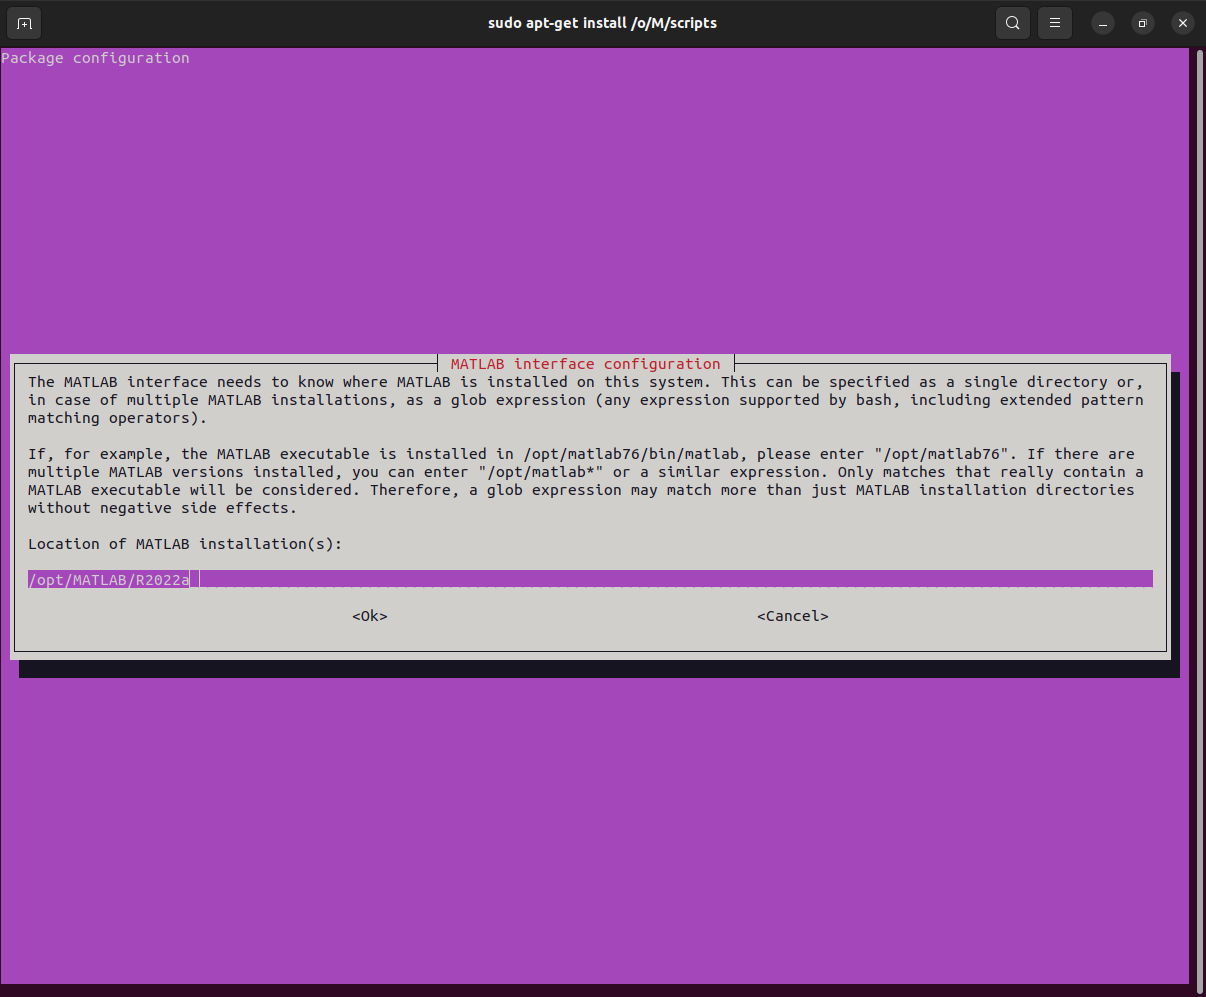 sudo apt-get install /o/M/scripts
Package configuration
MATLAB interface configuration
The MATLAB interface needs to know where MATLAB is installed on this system. This can be specified as a single directory or,
in case of multiple MATLAB installations, as a glob expression (any expression supported by bash, including extended pattern
matching operators).
If, for example, the MATLAB executable is installed in /opt/matlab76/bin/matlab, please enter "/opt/matlab76". If there are
multiple MATLAB versions installed, you can enter "/opt/matlab*" or a similar expression. Only matches that really contain a
MATLAB executable will be considered. Therefore, a glob expression may match more than just MATLAB installation directories
without negative side effects.
Location of MATLAB installation(s):
/opt/MATLAB/R2022a
<Ok> <Cancel>